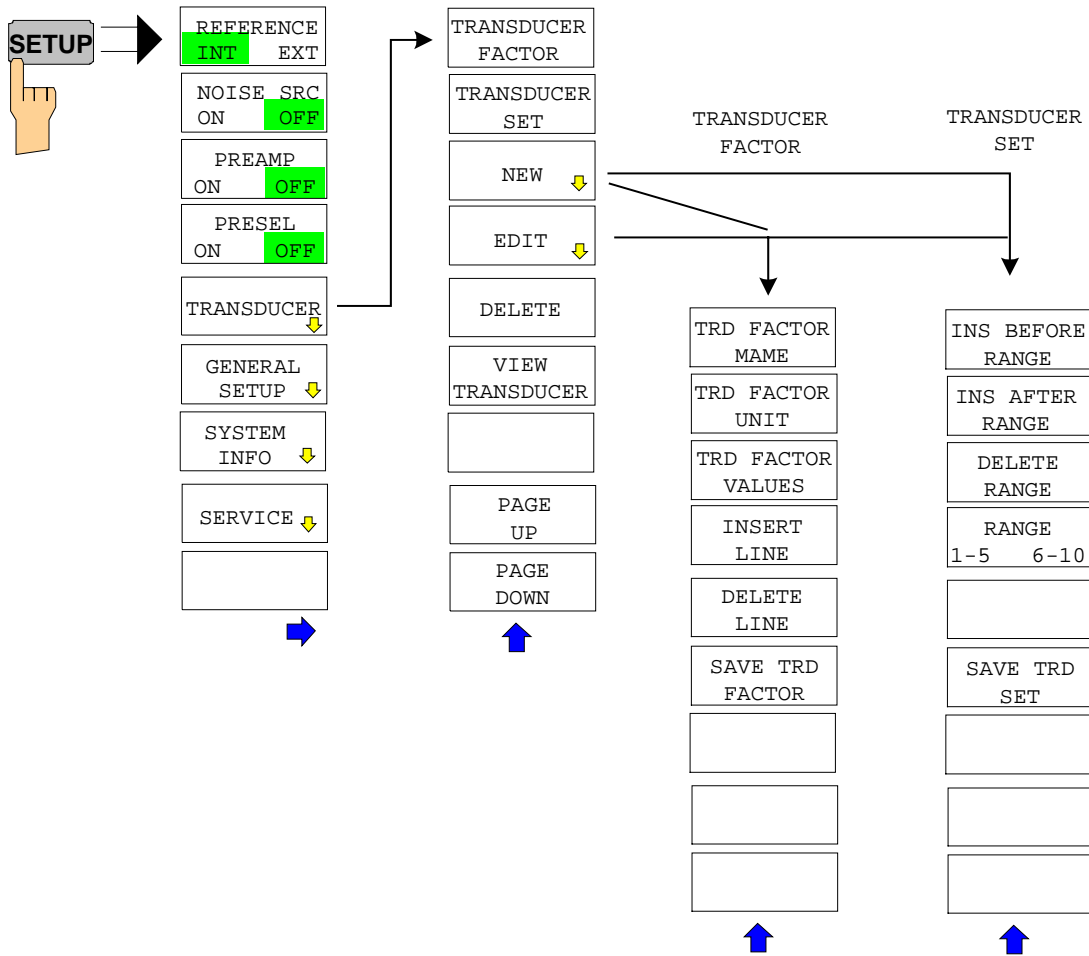 SETUP
REFERENCE
INT EXT
NOISE SRC
ON OFF
PREAMP
ON OFF
PRESEL
ON OFF
TRANSDUCER
GENERAL
SETUP
SYSTEM
INFO
SERVICE
TRANSDUCER
FACTOR
TRANSDUCER
SET
NEW
EDIT
DELETE
VIEW
TRANSDUCER
PAGE
UP
PAGE
DOWN
TRANSDUCER
FACTOR
TRD FACTOR
MAME
TRD FACTOR
UNIT
TRD FACTOR
VALUES
INSERT
LINE
DELETE
LINE
SAVE TRD
FACTOR
TRANSDUCER
SET
INS BEFORE
RANGE
INS AFTER
RANGE
DELETE
RANGE
RANGE
1-5 6-10
SAVE TRD
SET